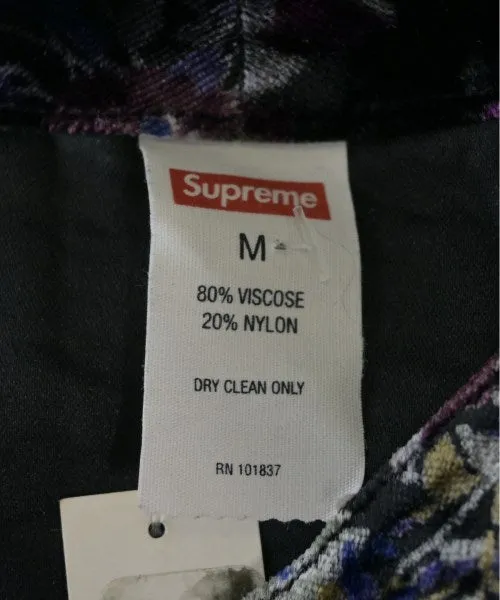 Supreme
M
80% VISCOSE
20% NYLON
DRY CLEAN ONLY
RN 101837